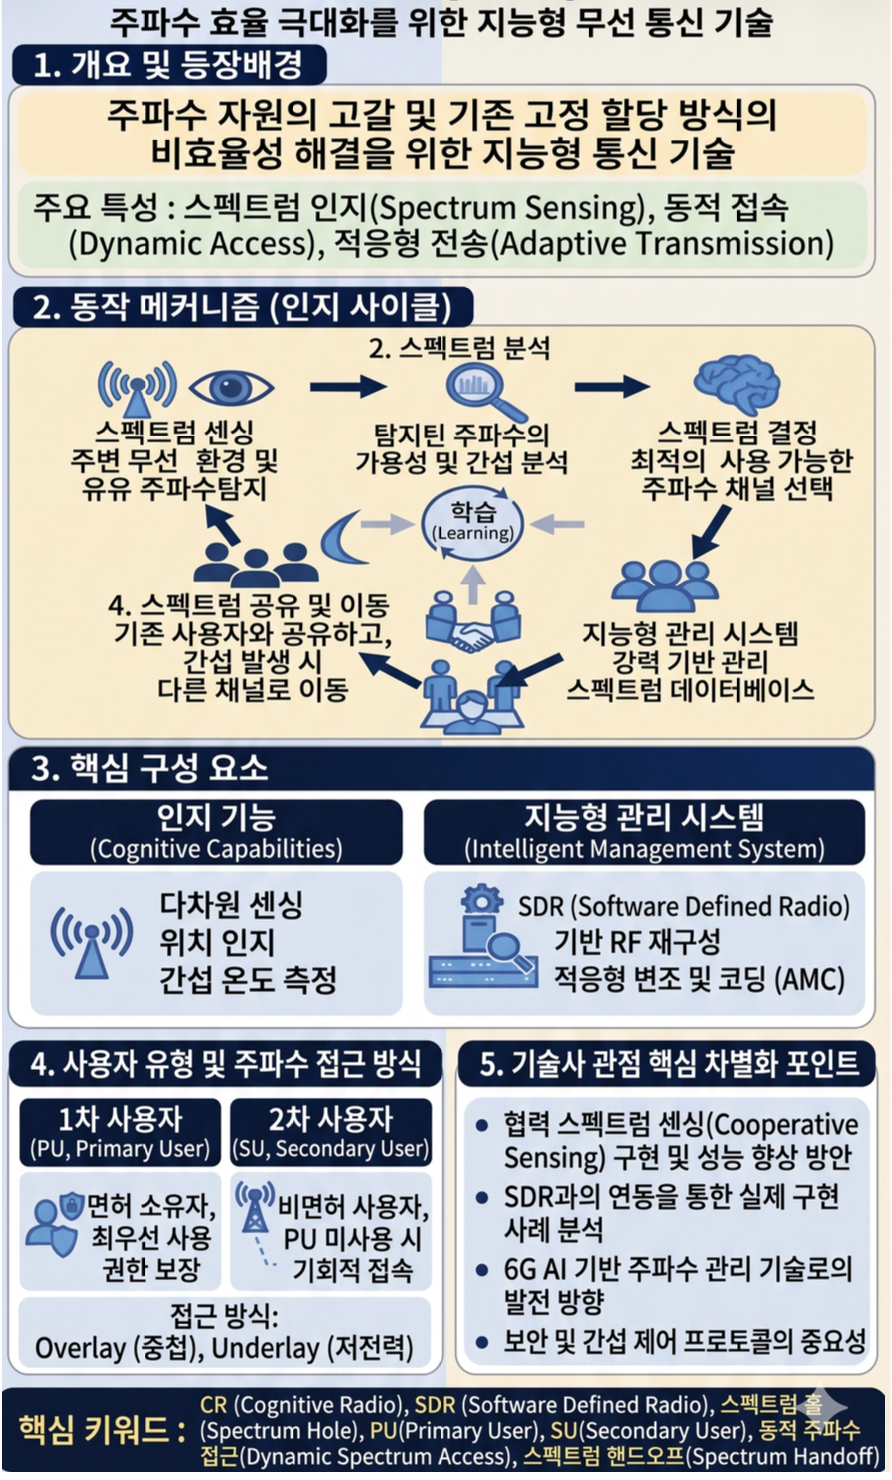 주파수 효율 극대화를 위한 지능형 무선 통신 기술
1. 개요 및 등장배경
주파수 자원의 고갈 및 기존 고정 할당 방식의
비효율성 해결을 위한 지능형 통신 기술
주요 특성 : 스펙트럼 인지(Spectrum Sensing), 동적 접속
(Dynamic Access), 적응형 전송(Adaptive Transmission)
2. 동작 메커니즘 (인지 사이클)
스펙트럼 센싱
주변 무선 환경 및
유유 주파수탐지
2. 스펙트럼 분석
탐지틴 주파수의
가용성 및 간섭 분석
스펙트럼 결정
최적의 사용 가능한
주파수 채널 선택
학습
(Learning)
4. 스펙트럼 공유 및 이동
기존 사용자와 공유하고,
간섭 발생 시
다른 채널로 이동
지능형 관리 시스템
강력 기반 관리
스펙트럼 데이터베이스
3. 핵심 구성 요소
인지 기능
(Cognitive Capabilities)
다차원 센싱
위치 인지
간섭 온도 측정
지능형 관리 시스템
(Intelligent Management System)
SDR (Software Defined Radio)
기반 RF 재구성
적응형 변조 및 코딩 (AMC)
4. 사용자 유형 및 주파수 접근 방식
1차 사용자
(PU, Primary User)
면허 소유자,
최우선 사용
권한 보장
2차 사용자
(SU, Secondary User)
비면허 사용자,
PU 미사용 시
기회적 접속
접근 방식:
Overlay (중첩), Underlay (저전력)
5. 기술사 관점 핵심 차별화 포인트
• 협력 스펙트럼 센싱(Cooperative
Sensing) 구현 및 성능 향상 방안
• SDR과의 연동을 통한 실제 구현
사례 분석
• 6G AI 기반 주파수 관리 기술로의
발전 방향
• 보안 및 간섭 제어 프로토콜의 중요성
핵심 키워드 :
CR (Cognitive Radio), SDR (Software Defined Radio), 스펙트럼 홀
(Spectrum Hole), PU(Primary User), SU(Secondary User), 동적 주파수
접근(Dynamic Spectrum Access), 스펙트럼 핸드오프(Spectrum Handoff)